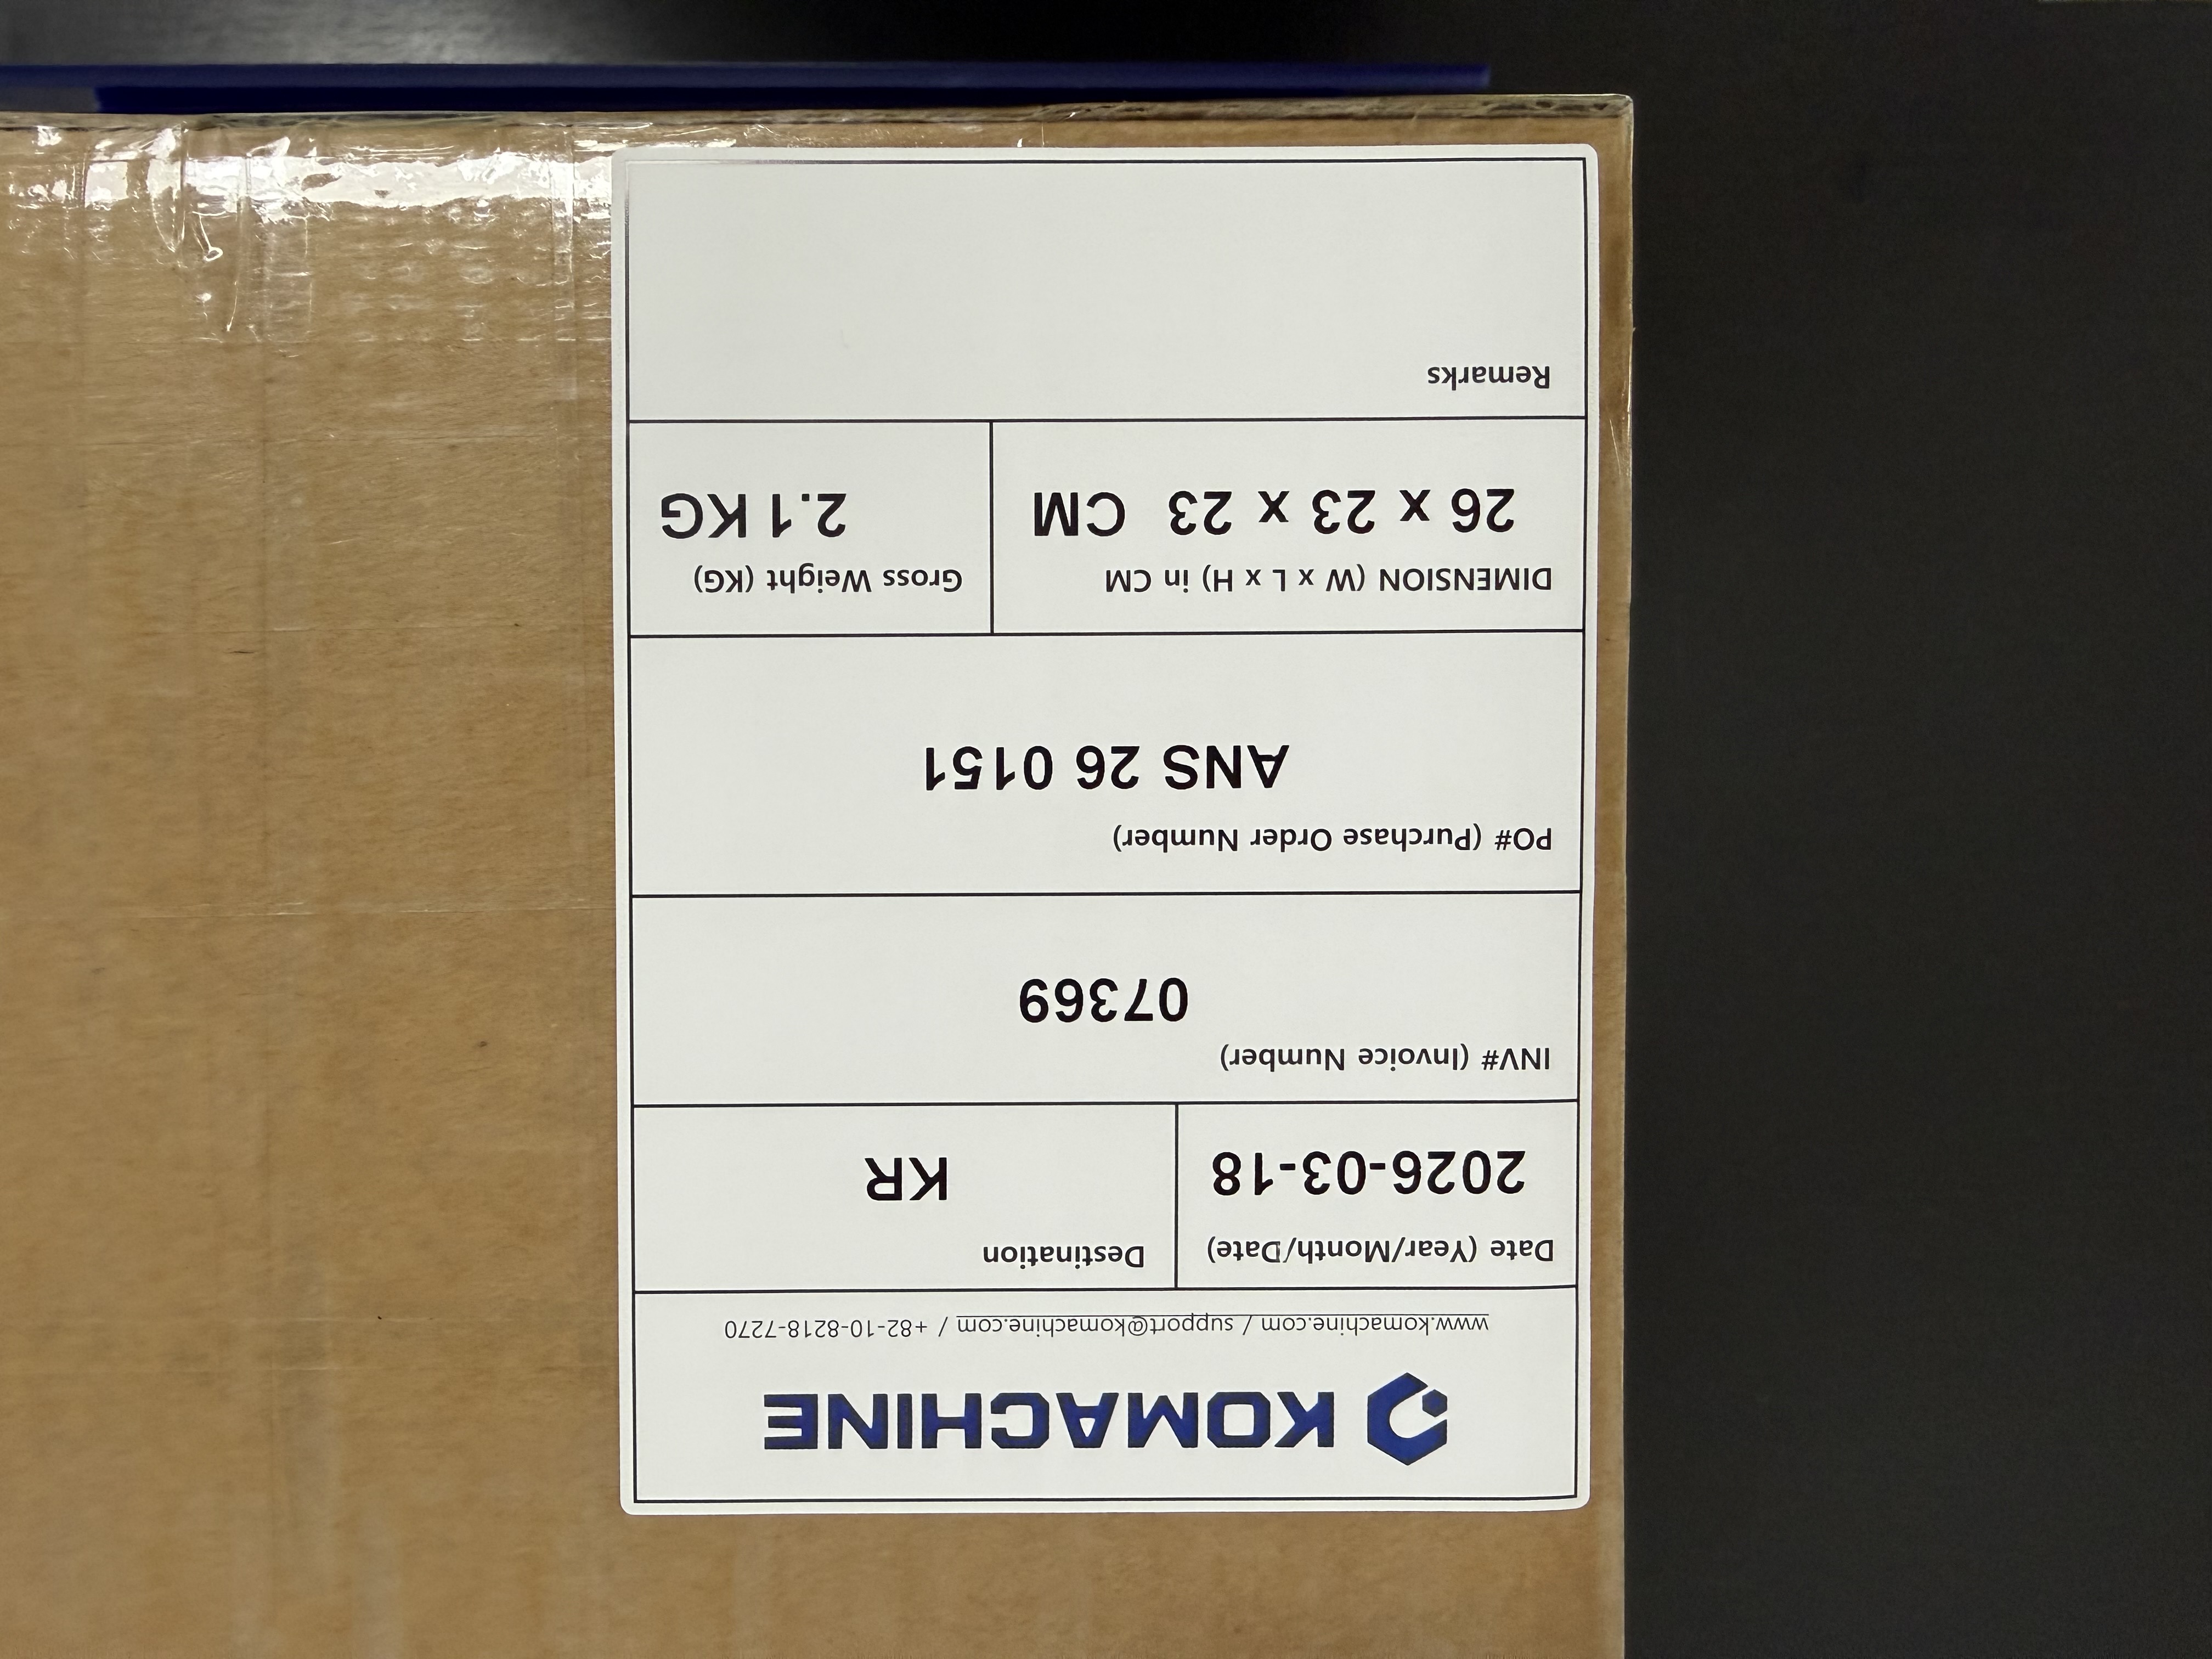 KOMACHINE
www.komachine.com / support@komachine.com / +82-10-8218-7270
Date (Year/Month/Date)
2026-03-18
Destination
KR
INV# (Invoice Number)
07369
PO# (Purchase Order Number)
ANS 26 0151
DIMENSION (W x L x H) in CM
26 x 23 x 23 CM
Gross Weight (KG)
2.1 KG
Remarks